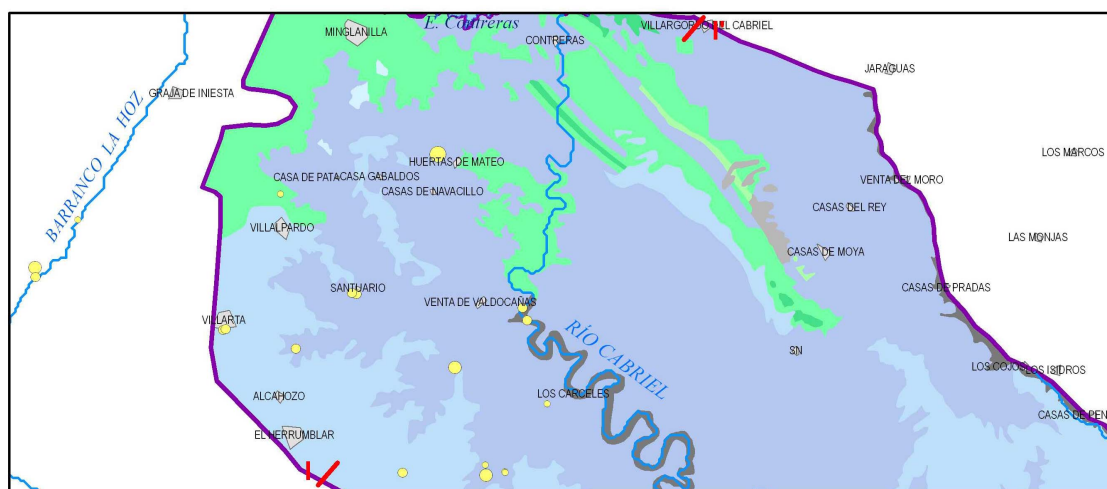 E. Contreras
MINGLANILLA
VILLARGORDO DEL CABRIEL
CONTRERAS
JARAGUAS
GRAJA DE INIESTA
BARRANCO LA HOZ
LOS MARCOS
HUERTAS DE MATEO
CASA DE PATA
CASA GABALDOS
VENTA DEL MORO
CASAS DE NAVACILLO
CASAS DEL REY
VILLALPARDO
LAS MONJAS
CASAS DE MOYA
SANTUARIO
CASAS DE PRADAS
VENTA DE VALDOCAÑAS
VILLARTA
RÍO CABRIEL
SN
LOS COJOS
LOS ISIDROS
ALCAHOZO
LOS CARCELES
CASAS DE PEN
EL HERRUMBLAR
I